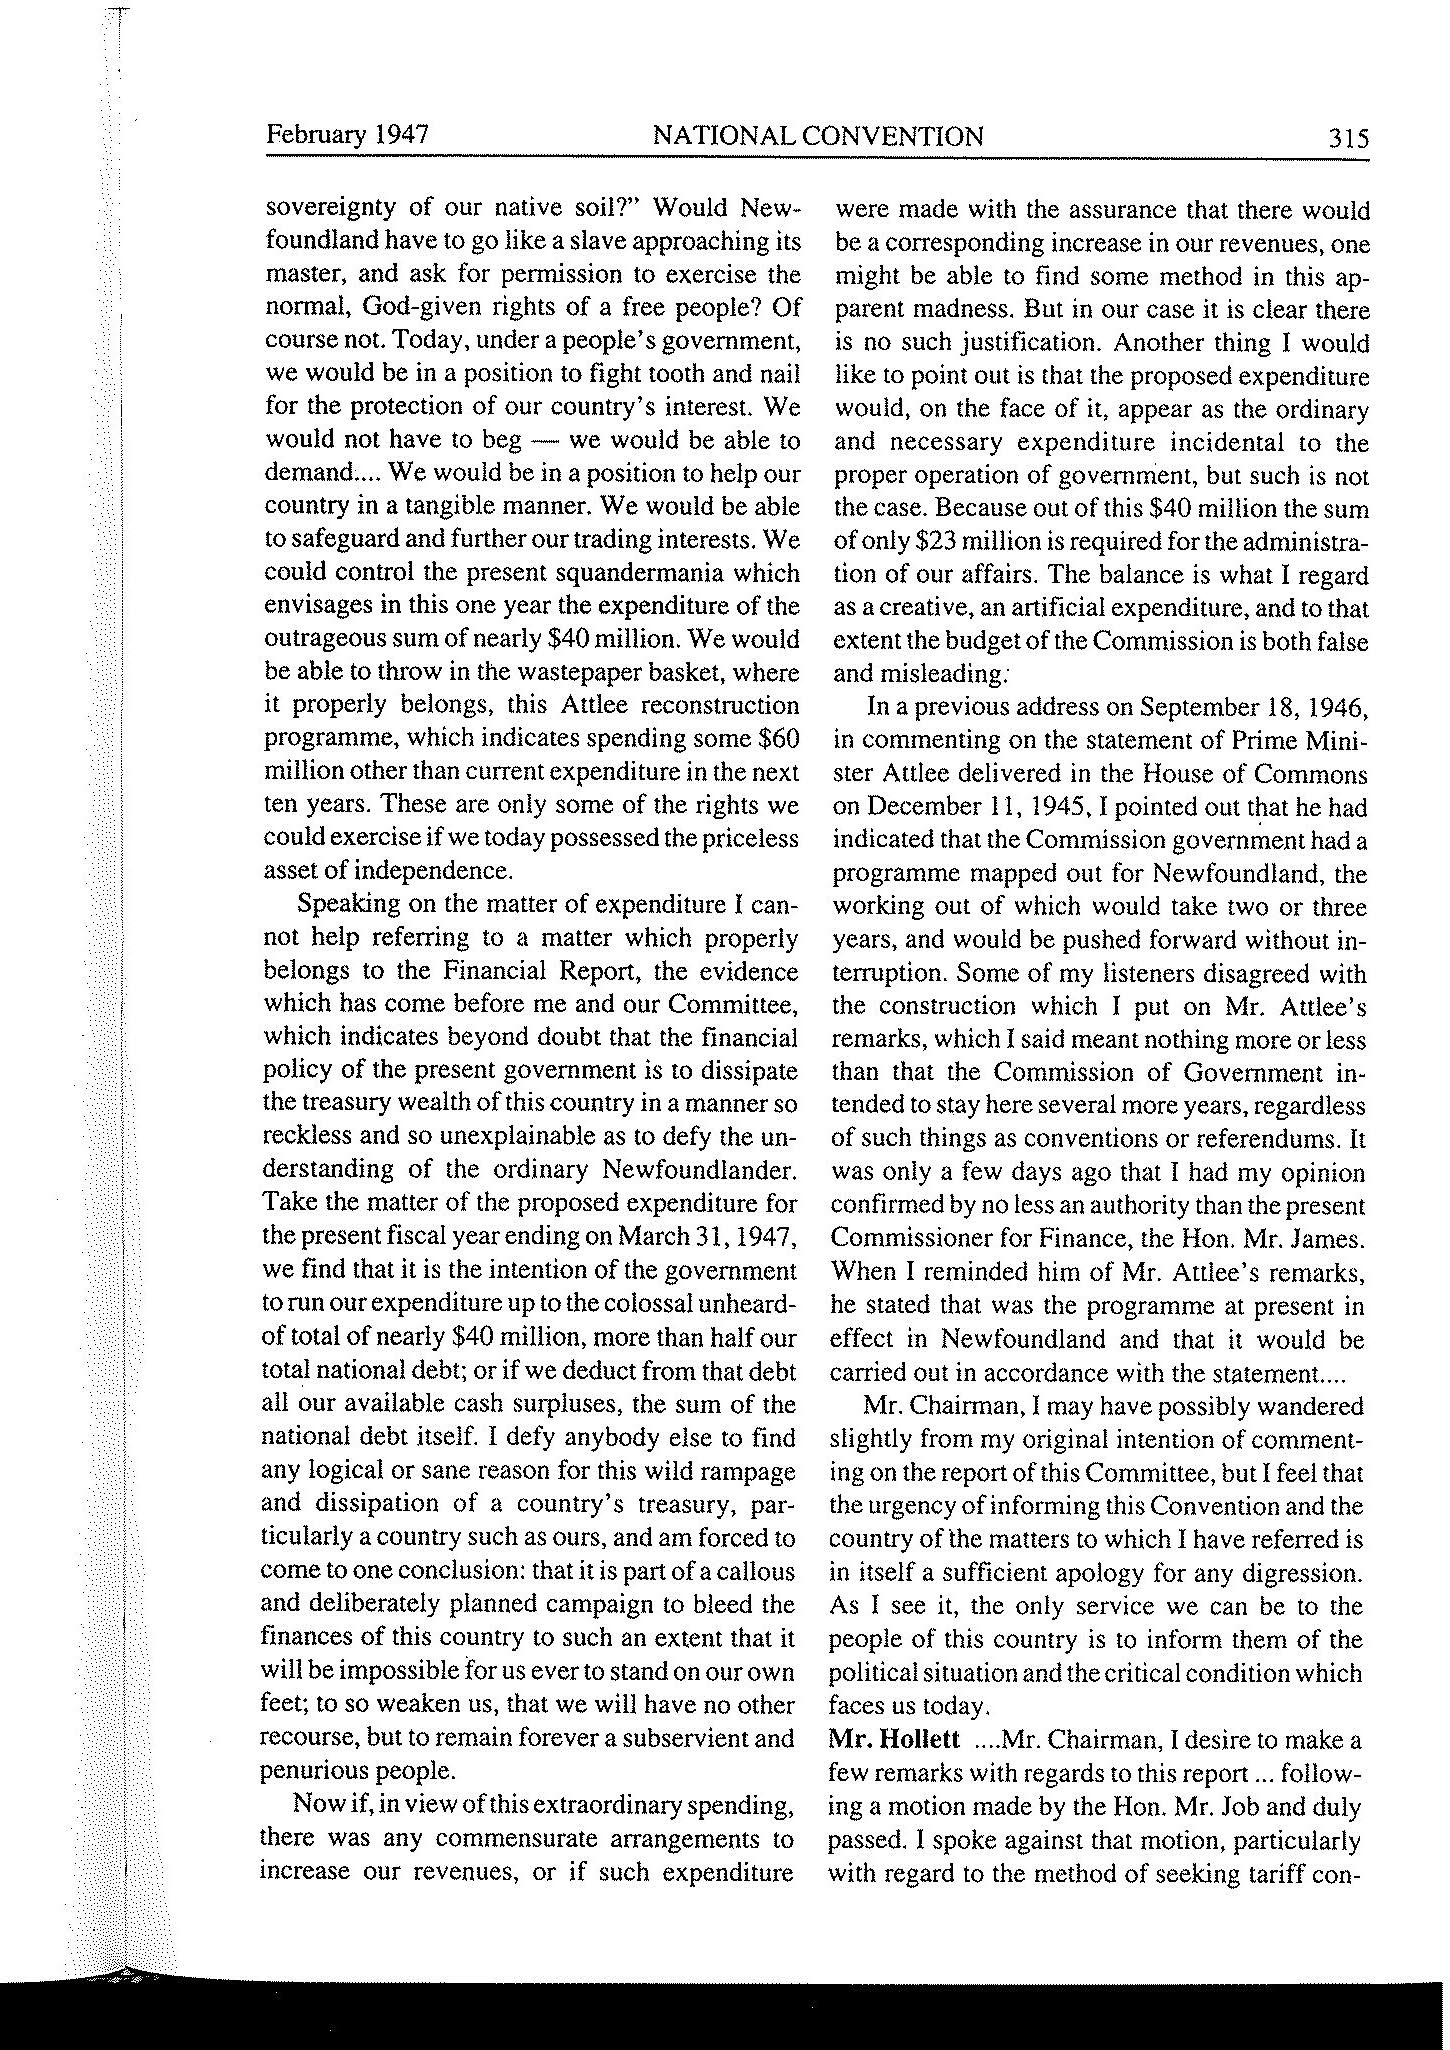 February 1947 NATIONAL CONVENTION 315
sovereignty of our native soil?" Would New-
foundland have to go like a slave approaching its
master, and ask for permission to exercise the
normal, God-given rights of a free people? Of
course not. Today, under a people's government,
we would be in a position to fight tooth and nail
for the protection of our country's interest. We
would not have to beg — we would be able to
demand.... We would be in a position to help our
country in a tangible manner. We would be able
to safeguard and further our trading interests. We
could control the present squandermania which
envisages in this one year the expenditure of the
outrageous sum of nearly $40 million. We would
be able to throw in the wastepaper basket, where
it properly belongs, this Attlee reconstruction
programme, which indicates spending some $60
million other than current expenditure in the next
ten years. These are only some of the rights we
could exercise if we today possessed the priceless
asset of independence.
Speaking on the matter of expenditure I can-
not help referring to a matter which properly
belongs to the Financial Report, the evidence
which has come before me and our Committee,
which indicates beyond doubt that the financial
policy of the present government is to dissipate
the treasury wealth of this country in a manner so
reckless and so unexplainable as to defy the un-
derstanding of the ordinary Newfoundlander.
Take the matter of the proposed expenditure for
the present fiscal year ending on March 31, 1947,
we find that it is the intention of the government
to run our expenditure up to the colossal unheard-
of total of nearly $40 million, more than half our
total national debt; or if we deduct from that debt
all our available cash surpluses, the sum of the
national debt itself. I defy anybody else to find
any logical or sane reason for this wild rampage
and dissipation of a country's treasury, par-
ticularly a country such as ours, and am forced to
come to one conclusion: that it is part of a callous
and deliberately planned campaign to bleed the
finances of this country to such an extent that it
will be impossible for us ever to stand on our own
feet; to so weaken us, that we will have no other
recourse, but to remain forever a subservient and
penurious people.
Now if, in view of this extraordinary spending,
there was any commensurate arrangements to
increase our revenues, or if such expenditure
were made with the assurance that there would
be a corresponding increase in our revenues, one
might be able to find some method in this ap-
parent madness. But in our case it is clear there
is no such justification. Another thing I would
like to point out is that the proposed expenditure
would, on the face of it, appear as the ordinary
and necessary expenditure incidental to the
proper operation of government, but such is not
the case. Because out of this $40 million the sum
of only $23 million is required for the administra-
tion of our affairs. The balance is what I regard
as a creative, an artificial expenditure, and to that
extent the budget of the Commission is both false
and misleading.
In a previous address on September 18, 1946,
in commenting on the statement of Prime Mini-
ster Attlee delivered in the House of Commons
on December 11, 1945, I pointed out that he had
indicated that the Commission government had a
programme mapped out for Newfoundland, the
working out of which would take two or three
years, and would be pushed forward without in-
terruption. Some of my listeners disagreed with
the construction which I put on Mr. Attlee's
remarks, which I said meant nothing more or less
than that the Commission of Government in-
tended to stay here several more years, regardless
of such things as conventions or referendums. It
was only a few days ago that I had my opinion
confirmed by no less an authority than the present
Commissioner for Finance, the Hon. Mr. James.
When I reminded him of Mr. Attlee's remarks,
he stated that was the programme at present in
effect in Newfoundland and that it would be
carried out in accordance with the statement....
Mr. Chairman, I may have possibly wandered
slightly from my original intention of comment-
ing on the report of this Committee, but I feel that
the urgency of informing this Convention and the
country of the matters to which I have referred is
in itself a sufficient apology for any digression.
As I see it, the only service we can be to the
people of this country is to inform them of the
political situation and the critical condition which
faces us today.
Mr. Hollett ....Mr. Chairman, I desire to make a
few remarks with regards to this report ... follow-
ing a motion made by the Hon. Mr. Job and duly
passed. I spoke against that motion, particularly
with regard to the method of seeking tariff con-